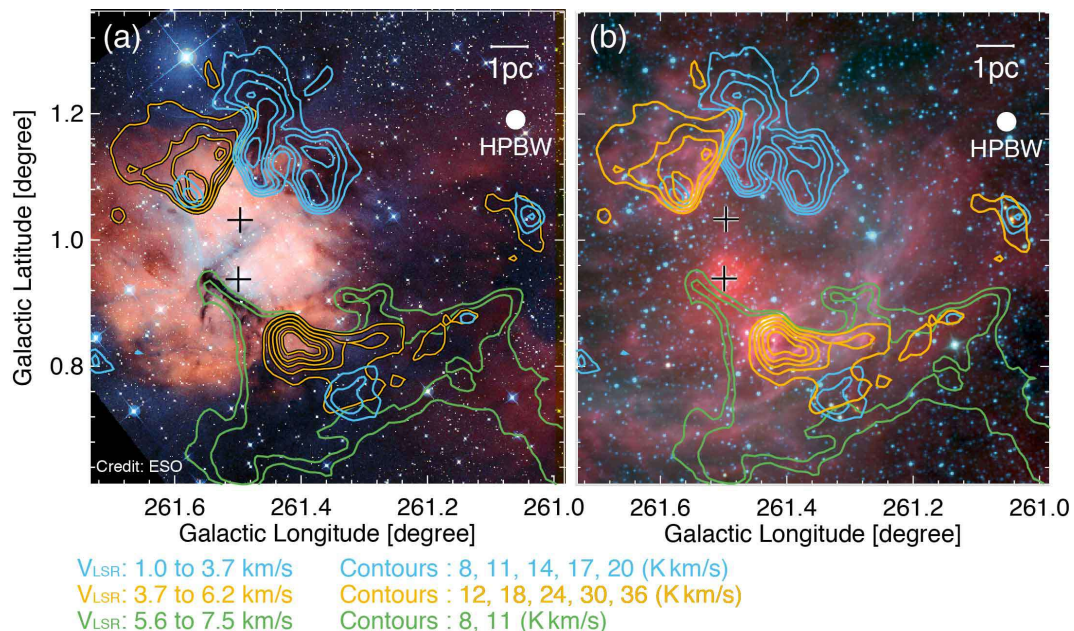 (a)
1pc
HPBW
(b)
1pc
HPBW
Galactic Latitude [degree]
1.2
1.0
0.8
Credit: ESO
261.6 261.4 261.2 261.0
Galactic Longitude [degree]
261.6 261.4 261.2 261.0
Galactic Longitude [degree]
VLSR: 1.0 to 3.7 km/s Contours : 8, 11, 14, 17, 20 (K km/s)
VLSR: 3.7 to 6.2 km/s Contours : 12, 18, 24, 30, 36 (K km/s)
VLSR: 5.6 to 7.5 km/s Contours : 8, 11 (K km/s)